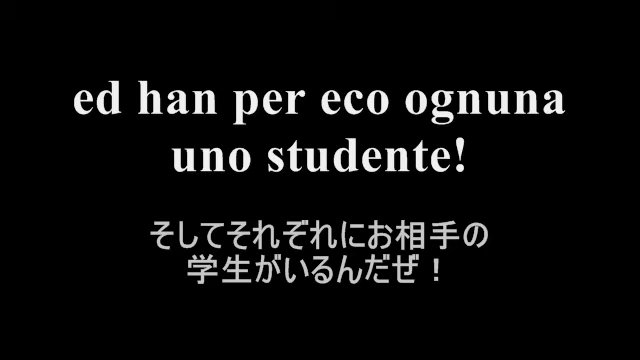 ed han per eco ognuna
uno studente!
そしてそれぞれにお相手の
学生がいるんだぜ！